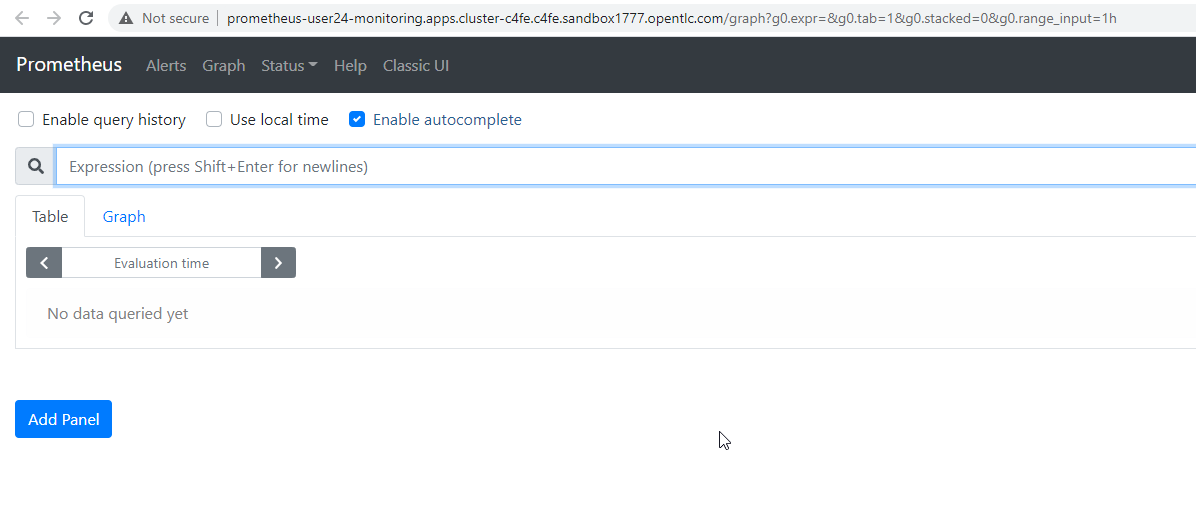 Not secure prometheus-user24-monitoring.apps.cluster-c4fe.c4fe.sandbox1777.opentlc.com/graph?g0.expr=&g0.tab=1&g0.stacked=0&g0.range_input=1h
Prometheus Alerts Graph Status Help Classic UI
Enable query history Use local time Enable autocomplete
Expression (press Shift+Enter for newlines)
Table Graph
Evaluation time
No data queried yet
Add Panel